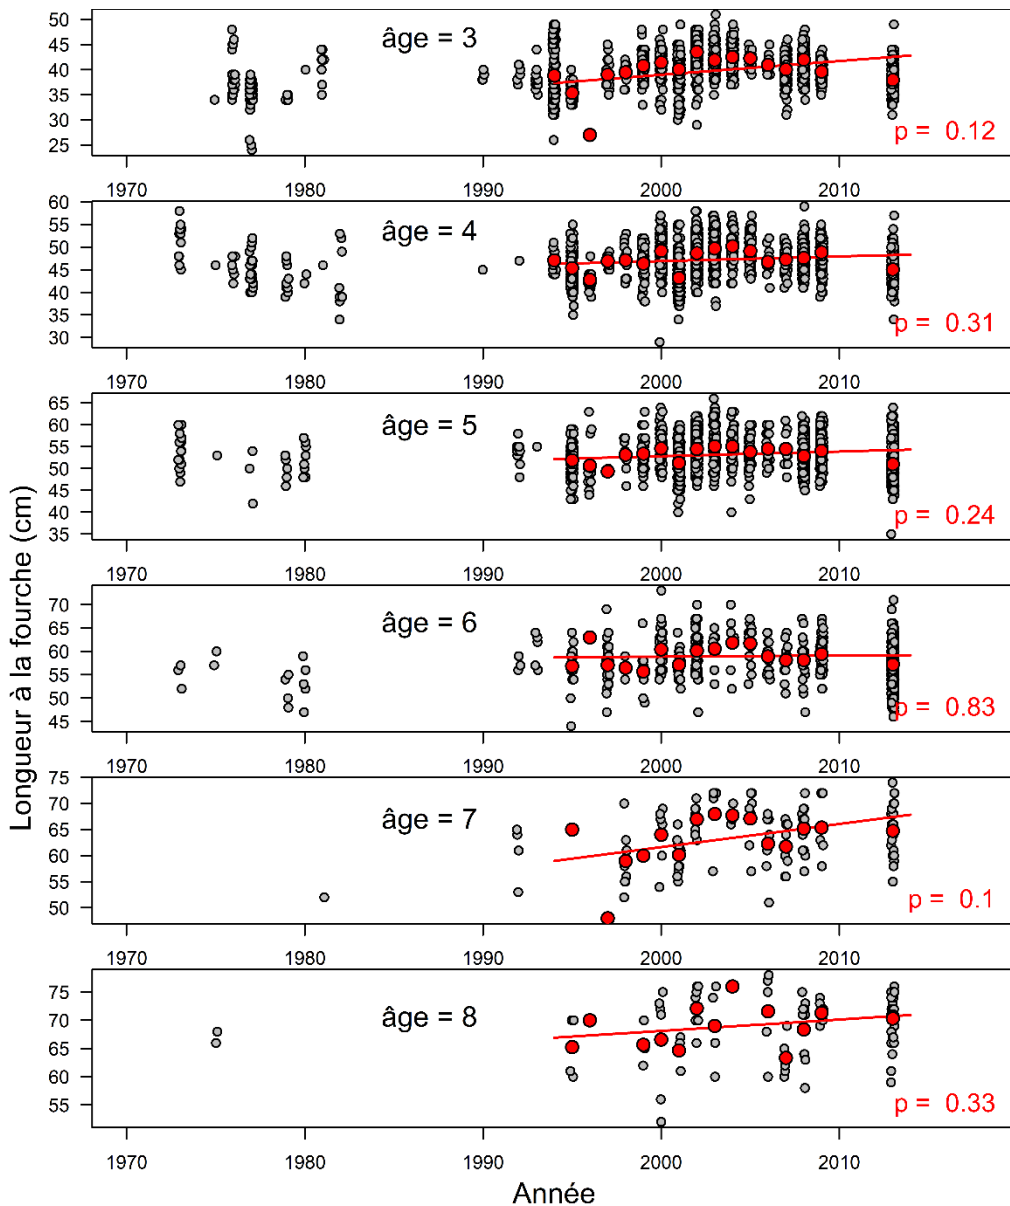 50
45
40
35
30
25
âge = 3
p = 0.12
1970 1980 1990 2000 2010
60
55
50
45
40
35
30
âge = 4
p = 0.31
1970 1980 1990 2000 2010
65
60
55
50
45
40
35
âge = 5
p = 0.24
1970 1980 1990 2000 2010
70
65
60
55
50
45
âge = 6
p = 0.83
1970 1980 1990 2000 2010
75
70
65
60
55
50
âge = 7
p = 0.1
1970 1980 1990 2000 2010
75
70
65
60
55
âge = 8
p = 0.33
1970 1980 1990 2000 2010
Année
Longueur à la fourche (cm)